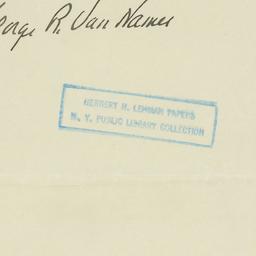 George R. Van Namee
HERBERT H. LEHMAN PAPERS
N. Y. PUBLIC LIBRARY COLLECTION